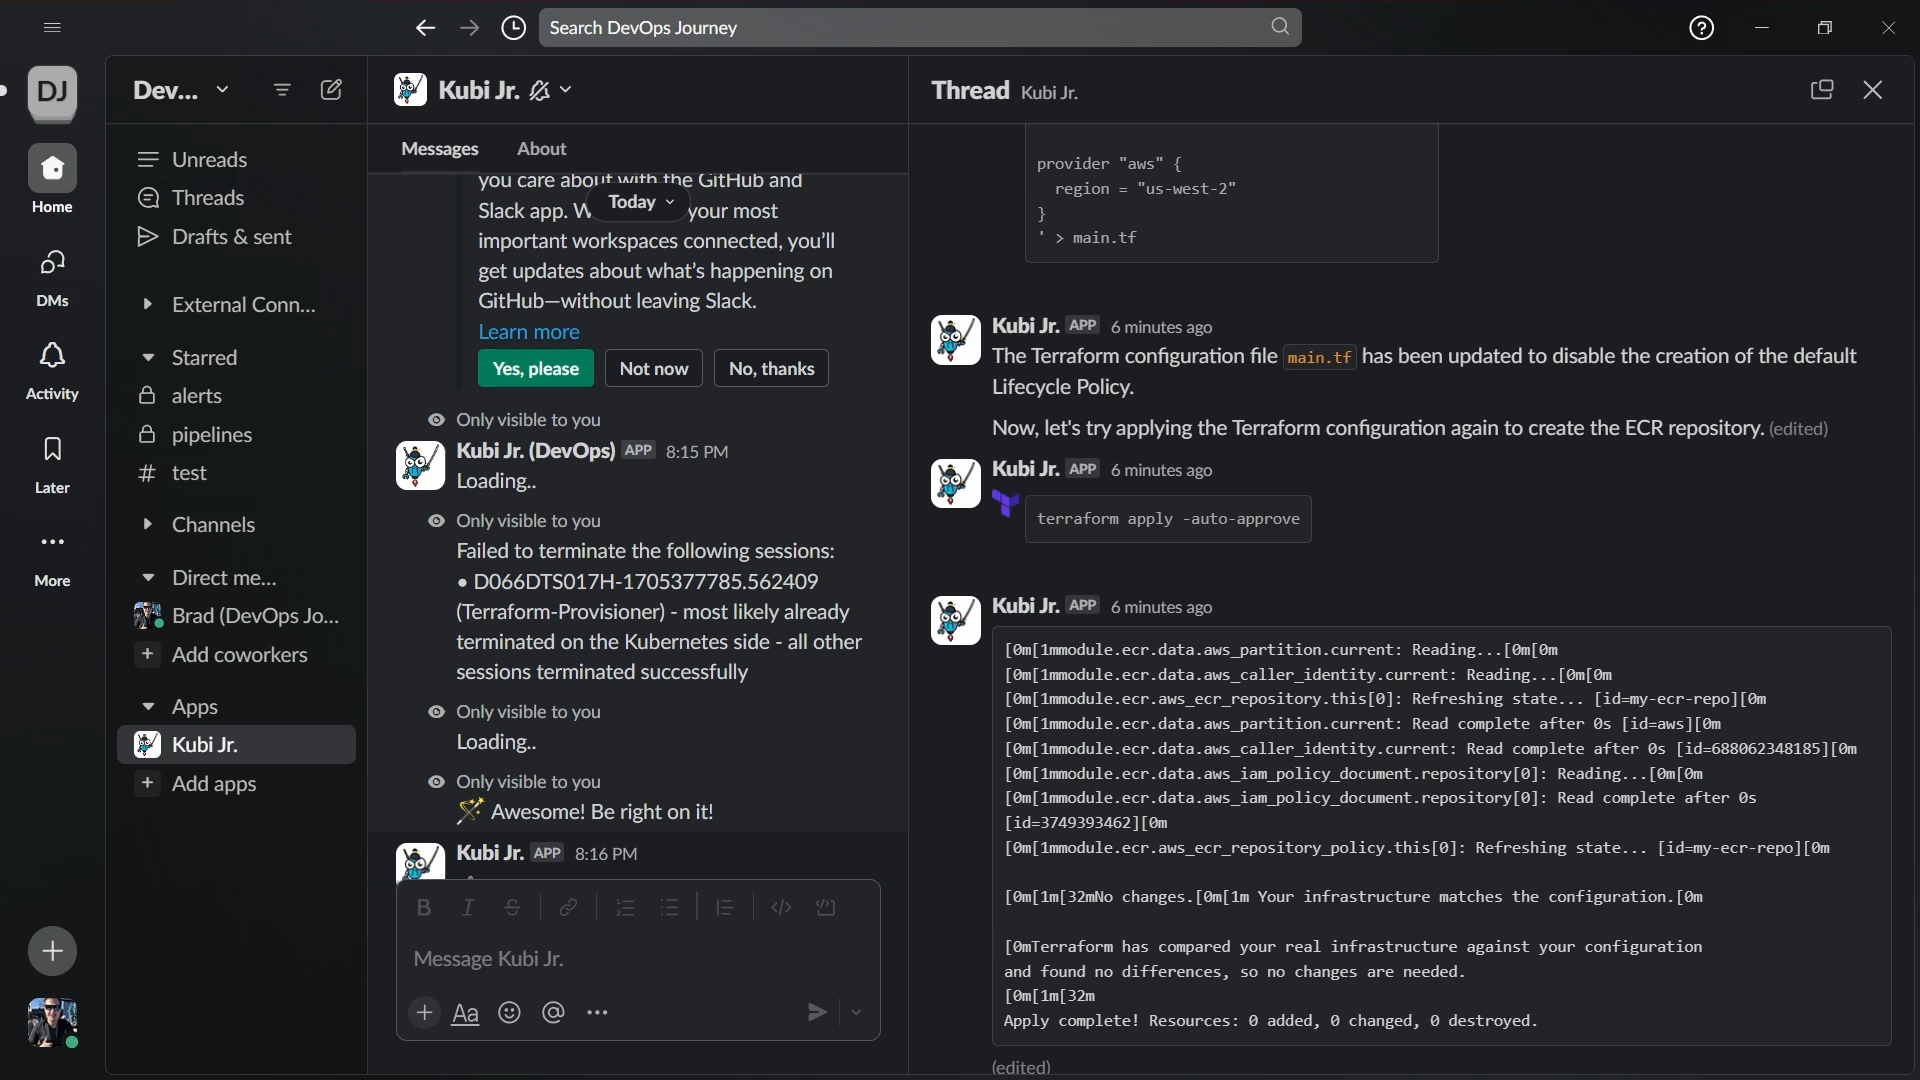 Search DevOps Journey
DJ
Home
DMs
Activity
Later
More
Dev...
Unreads
Threads
Drafts & sent
External Conn...
Starred
alerts
pipelines
# test
Channels
Direct me...
Brad (DevOps Jo...
+ Add coworkers
Apps
Kubi Jr.
+ Add apps
Kubi Jr.
Messages About
you care about with the GitHub and
Today
Slack app. W your most
important workspaces connected, you'll
get updates about what's happening on
GitHub—without leaving Slack.
Learn more
Yes, please Not now No, thanks
Only visible to you
Kubi Jr. (DevOps) APP 8:15 PM
Loading..
Only visible to you
Failed to terminate the following sessions:
• D066DTS017H-1705377785.562409
(Terraform-Provisioner) - most likely already
terminated on the Kubernetes side - all other
sessions terminated successfully
Only visible to you
Loading..
Only visible to you
Awesome! Be right on it!
Kubi Jr. APP 8:16 PM
B I S
Message Kubi Jr.
+ Aa @
Thread Kubi Jr.
provider "aws" {
region = "us-west-2"
}
' > main.tf
Kubi Jr. APP 6 minutes ago
The Terraform configuration file main.tf has been updated to disable the creation of the default
Lifecycle Policy.
Now, let's try applying the Terraform configuration again to create the ECR repository. (edited)
Kubi Jr. APP 6 minutes ago
terraform apply -auto-approve
Kubi Jr. APP 6 minutes ago
[0m[1mmodule.ecr.data.aws_partition.current: Reading...[0m[0m
[0m[1mmodule.ecr.data.aws_caller_identity.current: Reading...[0m[0m
[0m[1mmodule.ecr.aws_ecr_repository.this[0]: Refreshing state... [id=my-ecr-repo][0m
[0m[1mmodule.ecr.data.aws_partition.current: Read complete after 0s [id=aws][0m
[0m[1mmodule.ecr.data.aws_caller_identity.current: Read complete after 0s [id=688062348185][0m
[0m[1mmodule.ecr.data.aws_iam_policy_document.repository[0]: Reading...[0m[0m
[0m[1mmodule.ecr.data.aws_iam_policy_document.repository[0]: Read complete after 0s
[id=3749393462][0m
[0m[1mmodule.ecr.aws_ecr_repository_policy.this[0]: Refreshing state... [id=my-ecr-repo][0m
[0m[1m[32mNo changes.[0m[1m Your infrastructure matches the configuration.[0m
[0mTerraform has compared your real infrastructure against your configuration
and found no differences, so no changes are needed.
[0m[1m[32m
Apply complete! Resources: 0 added, 0 changed, 0 destroyed.
(edited)